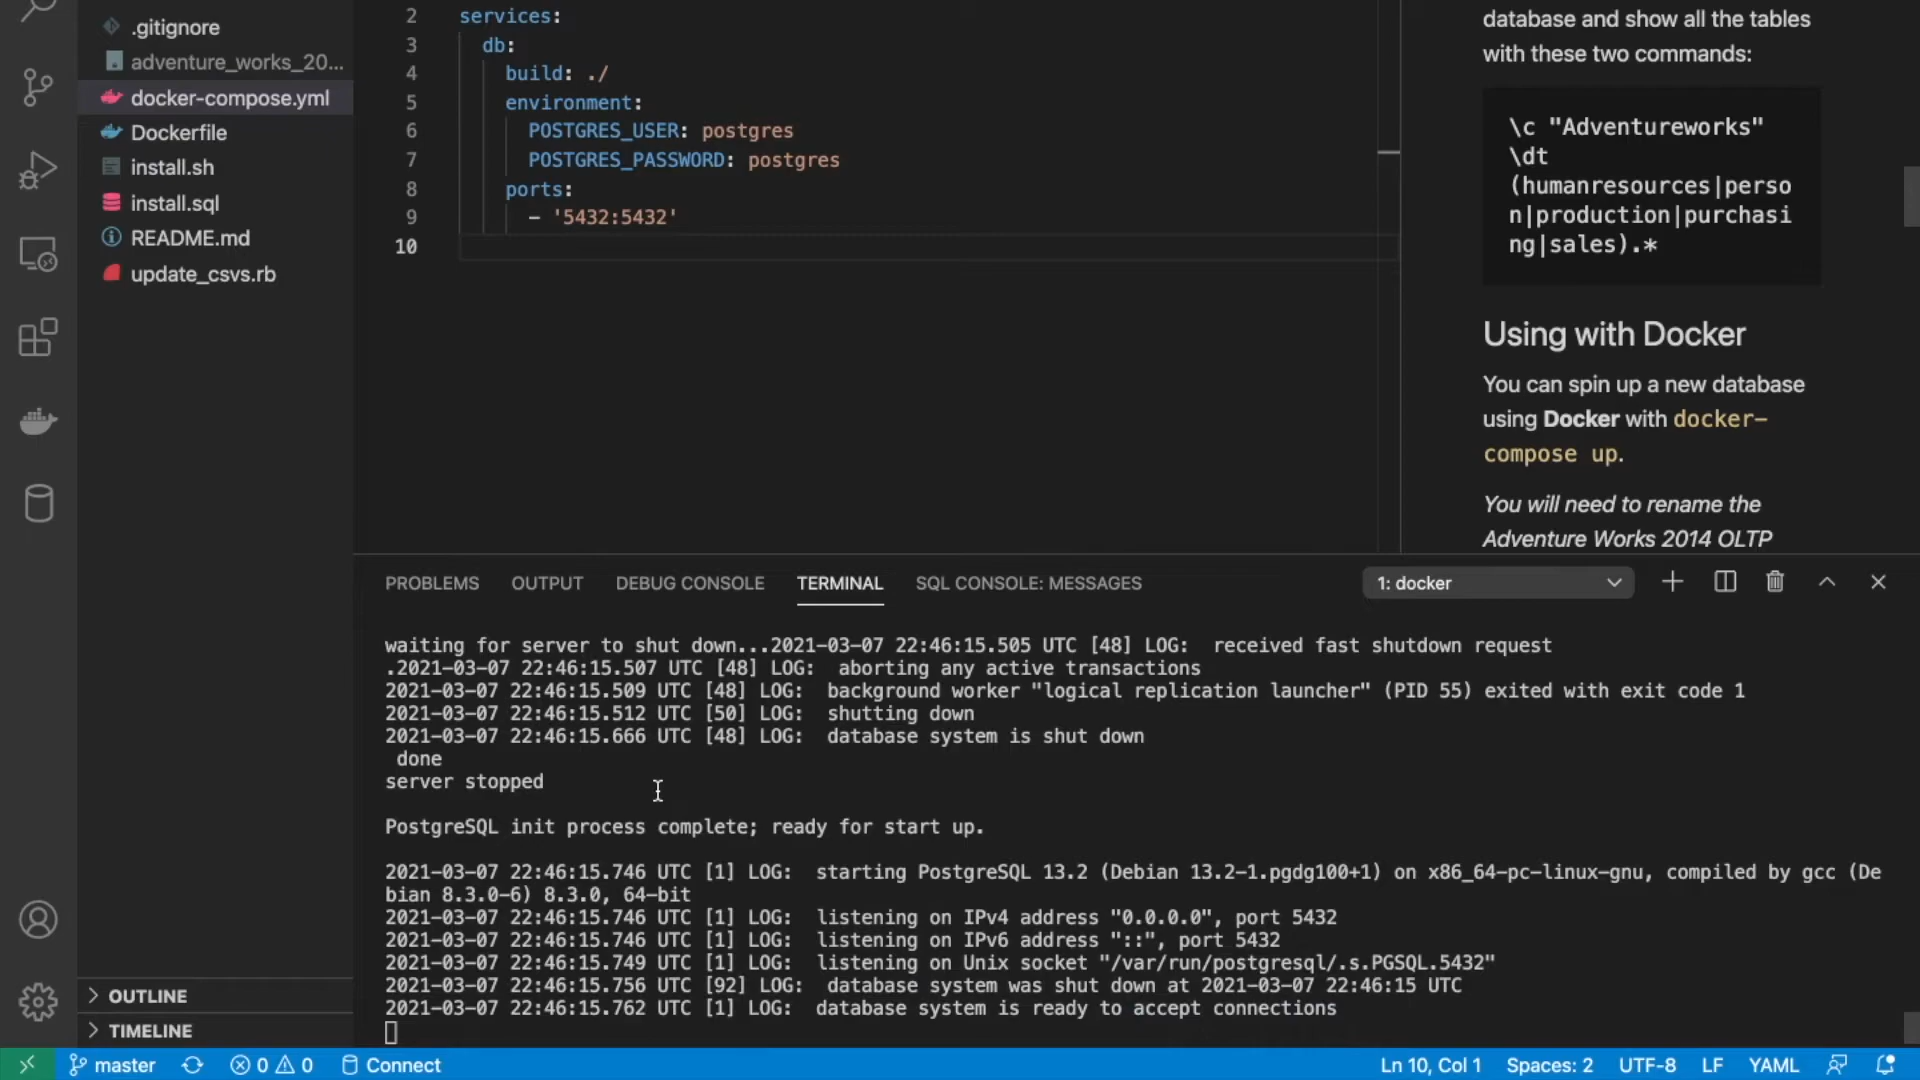 .gitignore
adventure_works_20...
docker-compose.yml
Dockerfile
install.sh
install.sql
README.md
update_csvs.rb
OUTLINE
TIMELINE
2 services:
3 db:
4 build: ./
5 environment:
6 POSTGRES_USER: postgres
7 POSTGRES_PASSWORD: postgres
8 ports:
9 - '5432:5432'
10
database and show all the tables
with these two commands:
\c "Adventureworks"
\dt
(humanresources|perso
n|production|purchasi
ng|sales).*
Using with Docker
You can spin up a new database
using Docker with docker-
compose up.
You will need to rename the
Adventure Works 2014 OLTP
PROBLEMS OUTPUT DEBUG CONSOLE TERMINAL SQL CONSOLE: MESSAGES 1: docker
waiting for server to shut down...2021-03-07 22:46:15.505 UTC [48] LOG:  received fast shutdown request
.2021-03-07 22:46:15.507 UTC [48] LOG:  aborting any active transactions
2021-03-07 22:46:15.509 UTC [48] LOG:  background worker "logical replication launcher" (PID 55) exited with exit code 1
2021-03-07 22:46:15.512 UTC [50] LOG:  shutting down
2021-03-07 22:46:15.666 UTC [48] LOG:  database system is shut down
done
server stopped
PostgreSQL init process complete; ready for start up.
2021-03-07 22:46:15.746 UTC [1] LOG:  starting PostgreSQL 13.2 (Debian 13.2-1.pgdg100+1) on x86_64-pc-linux-gnu, compiled by gcc (De
bian 8.3.0-6) 8.3.0, 64-bit
2021-03-07 22:46:15.746 UTC [1] LOG:  listening on IPv4 address "0.0.0.0", port 5432
2021-03-07 22:46:15.746 UTC [1] LOG:  listening on IPv6 address "::", port 5432
2021-03-07 22:46:15.749 UTC [1] LOG:  listening on Unix socket "/var/run/postgresql/.s.PGSQL.5432"
2021-03-07 22:46:15.756 UTC [92] LOG:  database system was shut down at 2021-03-07 22:46:15 UTC
2021-03-07 22:46:15.762 UTC [1] LOG:  database system is ready to accept connections
master 0 0 Connect Ln 10, Col 1 Spaces: 2 UTF-8 LF YAML